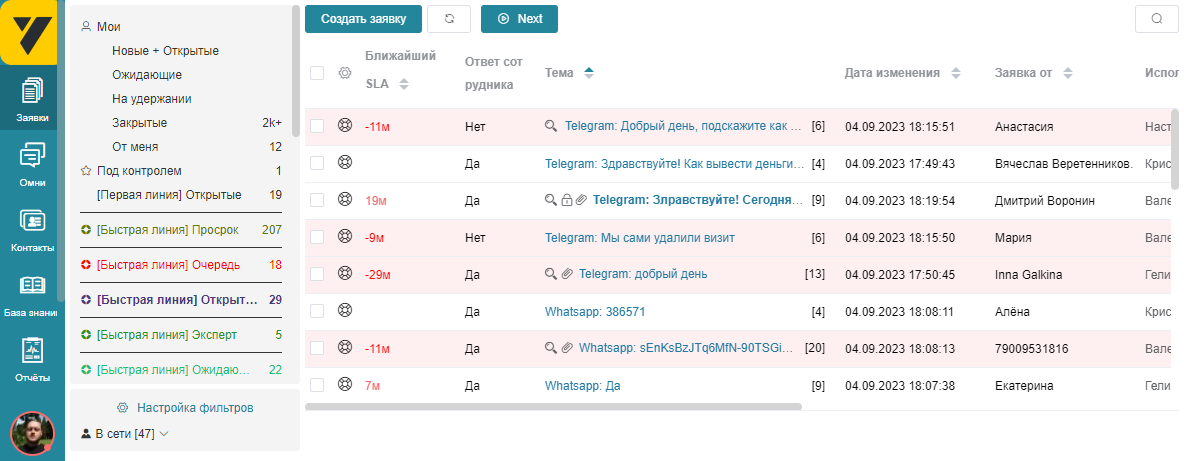 Заявки
Омни
Контакты
База знани
Отчёты
Мои
Новые + Открытые
Ожидающие
На удержании
Закрытые 2k+
От меня 12
Под контролем 1
[Первая линия] Открытые 19
[Быстрая линия] Просрок 207
[Быстрая линия] Очередь 18
[Быстрая линия] Открыт... 29
[Быстрая линия] Эксперт 5
[Быстрая линия] Ожидаю... 22
Настройка фильтров
В сети [47]
Создать заявку Next
Ближайший SLA Ответ сот рудника Тема Дата изменения Заявка от Испол
-11м Нет Telegram: Добрый день, подскажите как ... [6] 04.09.2023 18:15:51 Анастасия Наст
Да Telegram: Здравствуйте! Как вывести деньги... [4] 04.09.2023 17:49:43 Вячеслав Веретенников. Крис
19м Да Telegram: Злравствуйте! Сегодня... [9] 04.09.2023 18:19:54 Дмитрий Воронин Вале
-9м Нет Telegram: Мы сами удалили визит [6] 04.09.2023 18:15:50 Мария Вале
-29м Да Telegram: добрый день [13] 04.09.2023 17:50:45 Inna Galkina Гели
Да Whatsapp: 386571 [4] 04.09.2023 18:08:11 Алёна Крис
-11м Да Whatsapp: sEnKsBzJTq6MfN-90TSGi... [20] 04.09.2023 18:08:13 79009531816 Вале
7м Да Whatsapp: Да [9] 04.09.2023 18:07:38 Екатерина Гели